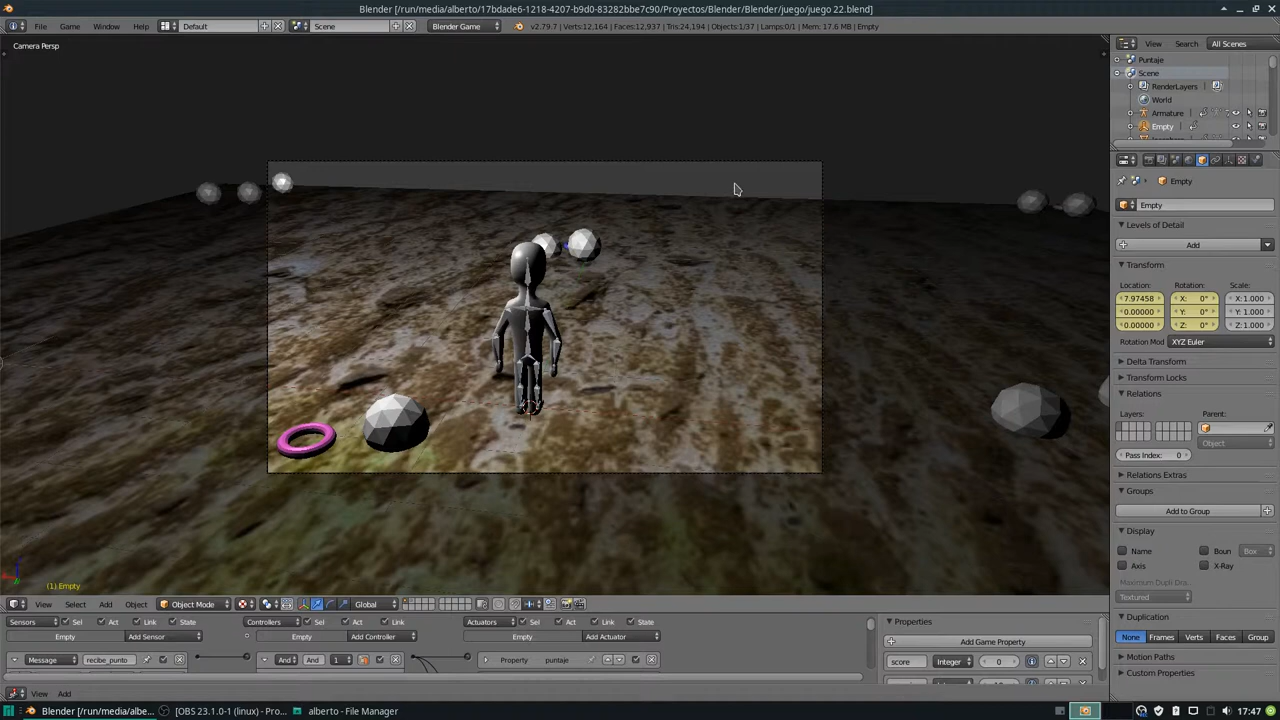 Blender [/run/media/alberto/17bdade6-1218-4207-b9d0-83282bbe7c90/Proyectos/Blender/Blender/juego/juego 22.blend]
File Game Window Help Default Scene Blender Game v2.79.7 | Verts:12,164 | Faces:12,937 | Tris:24,194 | Objects:1/37 | Lamps:0/1 | Mem: 17.6 MB | Empty
Camera Persp
View Search All Scenes
Puntaje
Scene
RenderLayers
World
Armature
Empty
Empty
Empty
Levels of Detail
Add
Transform
Location: Rotation: Scale:
7.97458 X: 0° X: 1.000
0.00000 Y: 0° Y: 1.000
0.00000 Z: 0° Z: 1.000
Rotation Mod XYZ Euler
Delta Transform
Transform Locks
Relations
Layers: Parent:
Object
Pass Index: 0
Relations Extras
Groups
Add to Group
Display
Name Boun Box
Axis X-Ray
Maximum Dupli Dra..
Textured
Duplication
None Frames Verts Faces Group
Motion Paths
Custom Properties
(1) Empty
View Select Add Object Object Mode Global
Sensors Sel Act Link State Controllers Sel Act Link Actuators Sel Act Link State
Empty Add Sensor Empty Add Controller Empty Add Actuator
Message recibe_punto And And 1 Property puntaje
Properties
Add Game Property
score Integer 0
View Add
Blender [/run/media/albe... [OBS 23.1.0-1 (linux) - Pro... alberto - File Manager 17:47